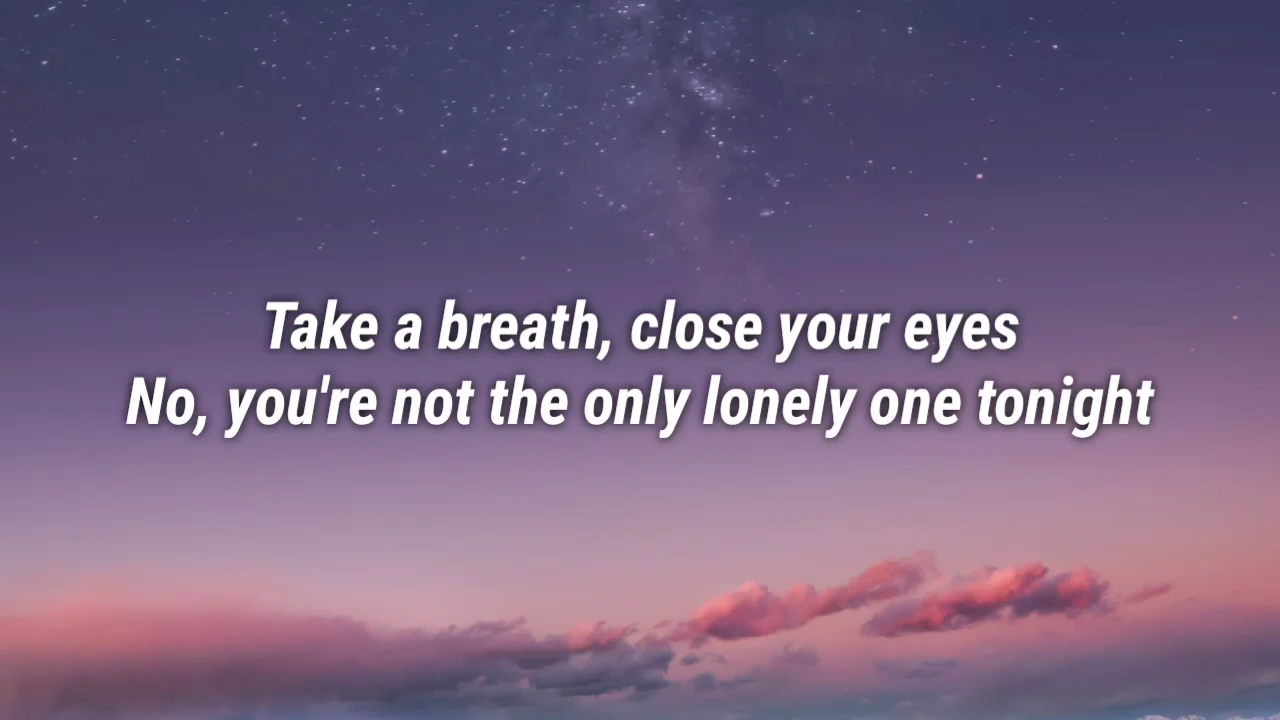 Take a breath, close your eyes
No, you're not the only lonely one tonight